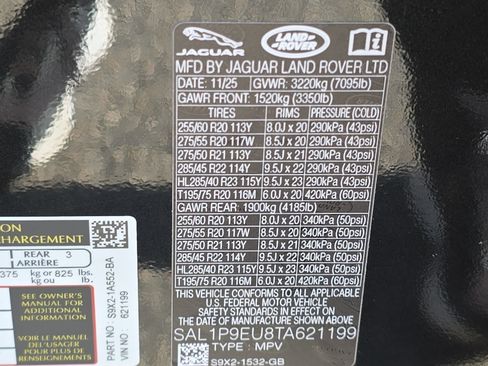 JAGUAR
LAND ROVER
MFD BY JAGUAR LAND ROVER LTD
DATE: 11/25 GVWR: 3220kg (7095lb)
GAWR FRONT: 1520kg (3350lb)
TIRES RIMS PRESSURE (COLD)
255/60 R20 113Y 8.0J x 20 290kPa (43psi)
275/55 R20 117W 8.5J x 20 290kPa (43psi)
275/50 R21 113Y 8.5J x 21 290kPa (43psi)
285/45 R22 114Y 9.5J x 22 290kPa (43psi)
HL285/40 R23 115Y 9.5J x 23 290kPa (43psi)
T195/75 R20 116M 6.0J x 20 420kPa (60psi)
GAWR REAR: 1900kg (4185lb)
255/60 R20 113Y 8.0J x 20 340kPa (50psi)
275/55 R20 117W 8.5J x 20 340kPa (50psi)
275/50 R21 113Y 8.5J x 21 340kPa (50psi)
285/45 R22 114Y 9.5J x 22 340kPa (50psi)
HL285/40 R23 115Y 9.5J x 23 340kPa (50psi)
T195/75 R20 116M 6.0J x 20 420kPa (60psi)
THIS VEHICLE CONFORMS TO ALL APPLICABLE
U.S. FEDERAL MOTOR VEHICLE
SAFETY STANDARDS IN EFFECT ON THE
DATE OF MANUFACTURE SHOWN ABOVE
SAL1P9EU8TA621199
TYPE: MPV
S9X2-1532-GB
ION
CHARGEMENT
REAR 3
ARRIÈRE
375 kg or 825 lbs.
kg ou lb.
SEE OWNER'S
MANUAL FOR
ADDITIONAL
INFORMATION
VOIR LE MANUEL
DE L'USAGER
POUR PLUS DE
RENSEIGNEMENTS
S9X2-1A552-BA
VIN NO: 621199